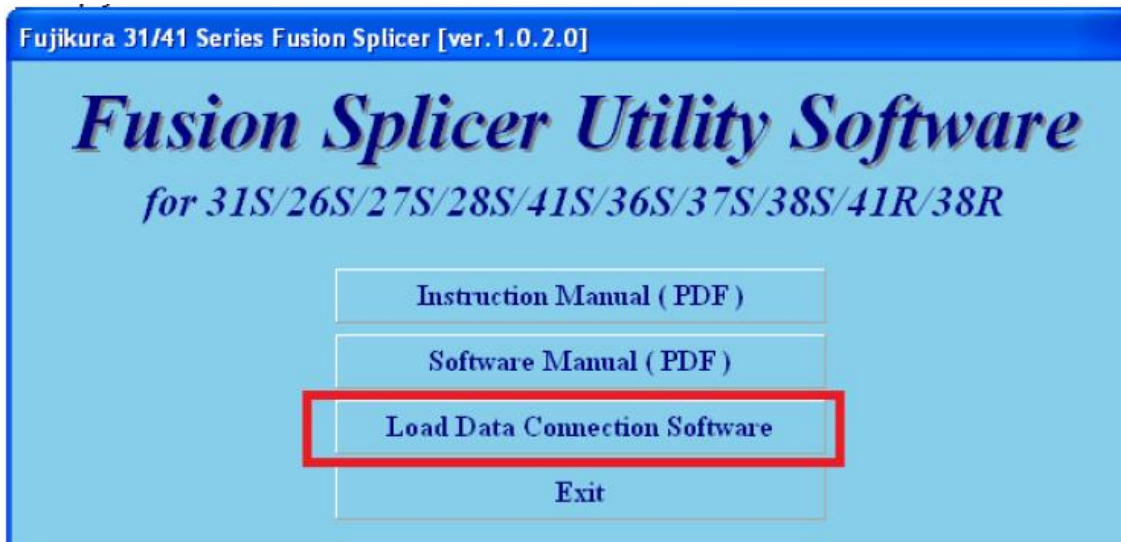 Fujikura 31/41 Series Fusion Splicer [ver.1.0.2.0]
Fusion Splicer Utility Software
for 31S/26S/27S/28S/41S/36S/37S/38S/41R/38R
Instruction Manual ( PDF )
Software Manual ( PDF )
Load Data Connection Software
Exit